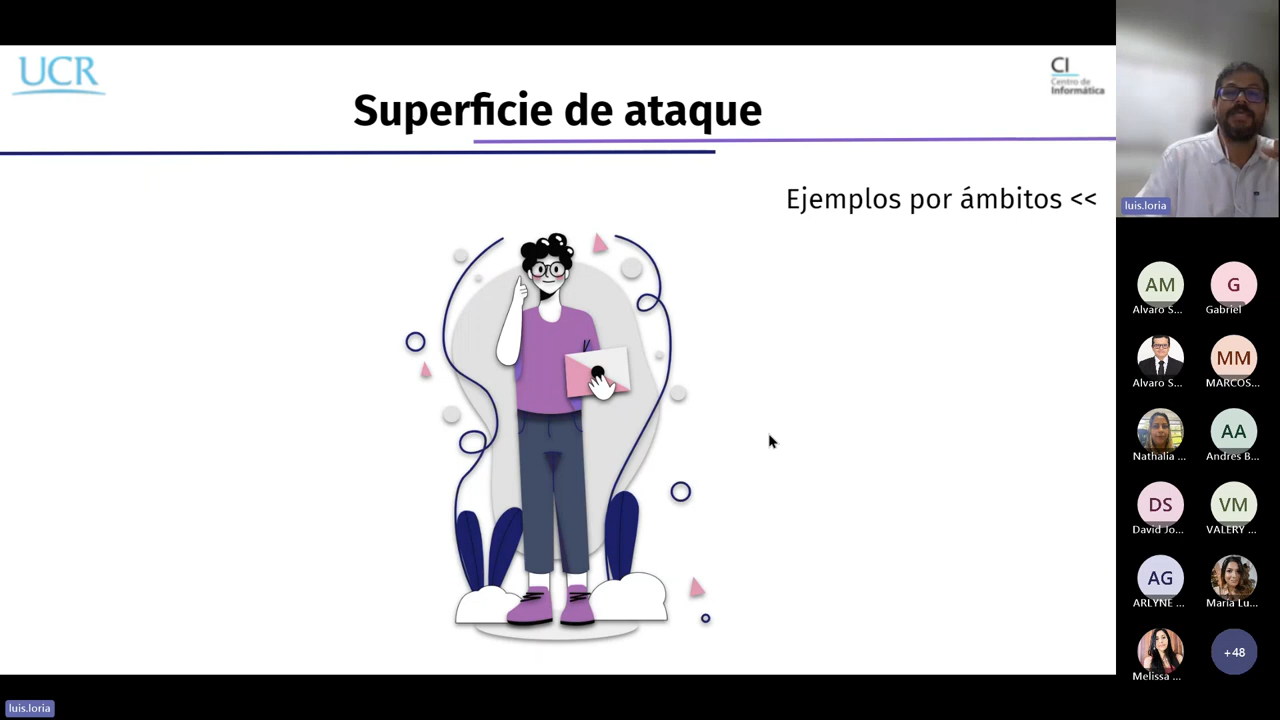 UCR
CI
Centro de
Informática
Superficie de ataque
Ejemplos por ámbitos <<
luis.loria
AM
Alvaro S...
G
Gabriel
Alvaro S...
MM
MARCOS...
Nathalia ...
AA
Andres B...
DS
David Jo...
VM
VALERY ...
AG
ARLYNE ...
María Lu...
Melissa ...
+48
luis.loria